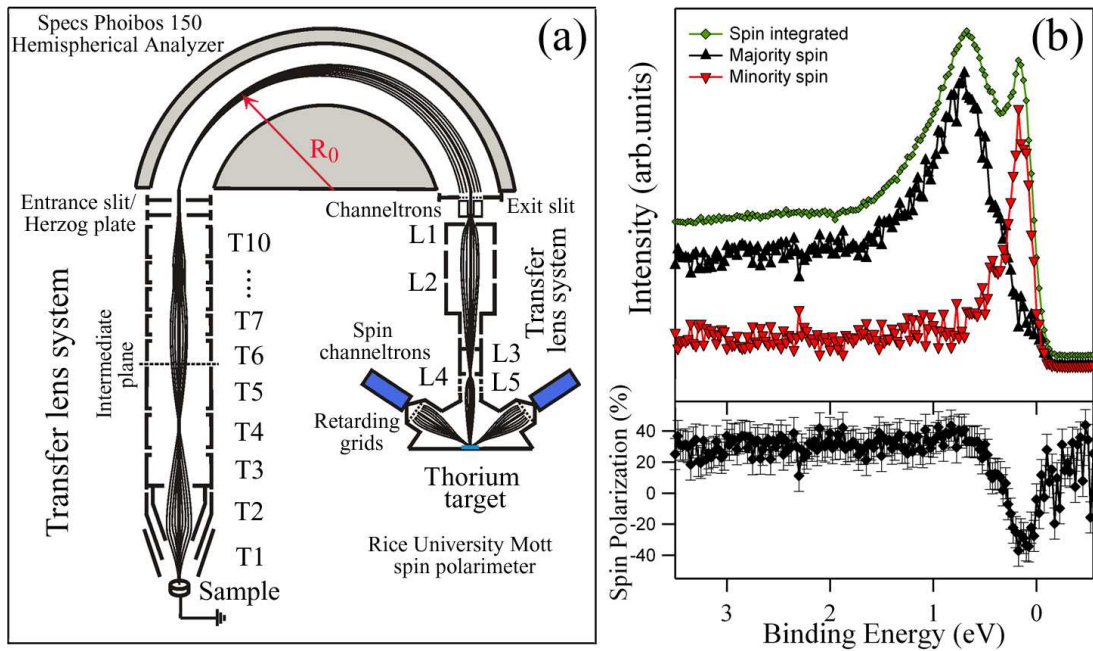 Specs Phoibos 150
Hemispherical Analyzer
(a)
R0
Entrance slit/
Herzog plate
Channeltrons
Exit slit
T10
.....
T7
T6
T5
T4
T3
T2
T1
Transfer lens system
Intermediate
plane
L1
L2
L3
L4
L5
Transfer
lens system
Spin
channeltrons
Retarding
grids
Thorium
target
Rice University Mott
spin polarimeter
Sample
(b)
Spin integrated
Majority spin
Minority spin
Intensity (arb.units)
Spin Polarization (%)
40
20
0
-20
-40
3 2 1 0
Binding Energy (eV)